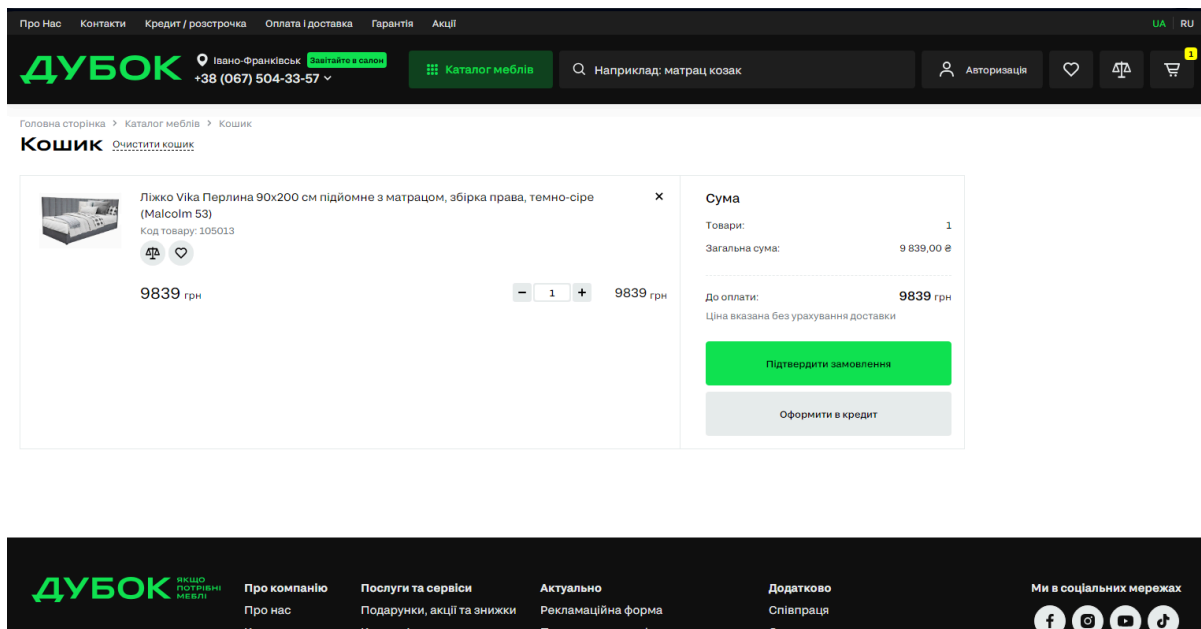 Про Нас Контакти Кредит / розстрочка Оплата і доставка Гарантія Акції UA RU
ДУБОК
Івано-Франківськ Завітайте в салон
+38 (067) 504-33-57
Каталог меблів
Наприклад: матрац козак
Авторизація
1
Головна сторінка > Каталог меблів > Кошик
Кошик Очистити кошик
Ліжко Vika Перлина 90х200 см підйомне з матрацом, збірка права, темно-сіре
(Malcolm 53)
Код товару: 105013
9839 грн − 1 + 9839 грн
Сума
Товари: 1
Загальна сума: 9 839,00 ₴
До оплати: 9839 грн
Ціна вказана без урахування доставки
Підтвердити замовлення
Оформити в кредит
ДУБОК
ЯКЩО
ПОТРІБНІ
МЕБЛІ
Про компанію
Про нас
Послуги та сервіси
Подарунки, акції та знижки
Актуально
Рекламаційна форма
Додатково
Співпраця
Ми в соціальних мережах